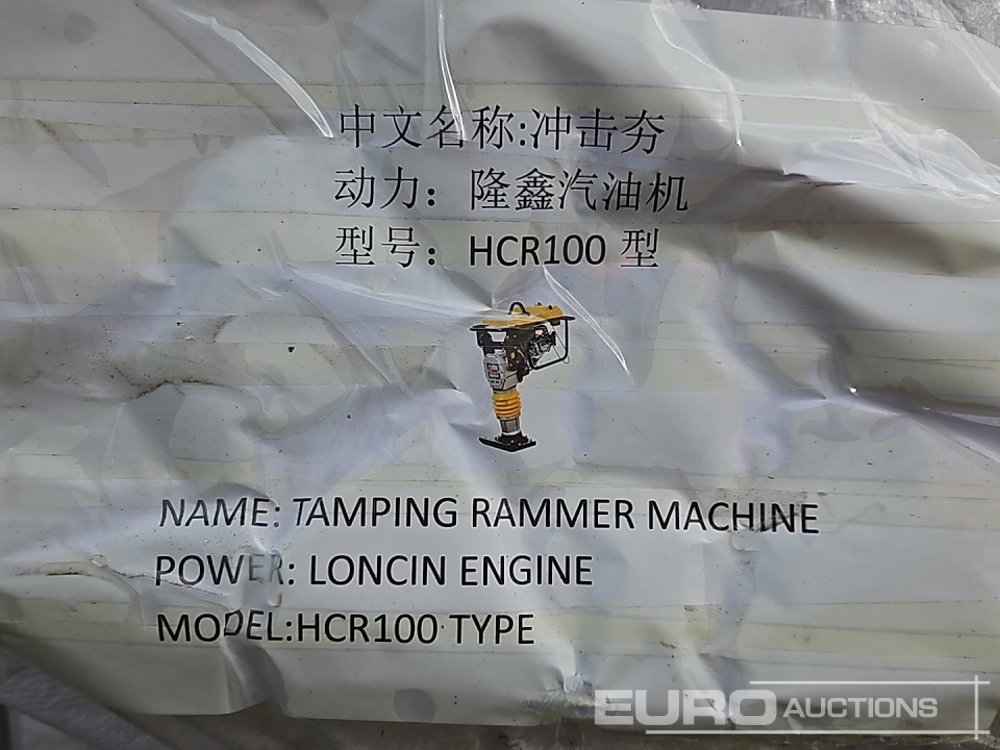 中文名称:冲击夯
动力：隆鑫汽油机
型号：HCR100 型
NAME: TAMPING RAMMER MACHINE
POWER: LONCIN ENGINE
MODEL:HCR100 TYPE
EURO AUCTIONS